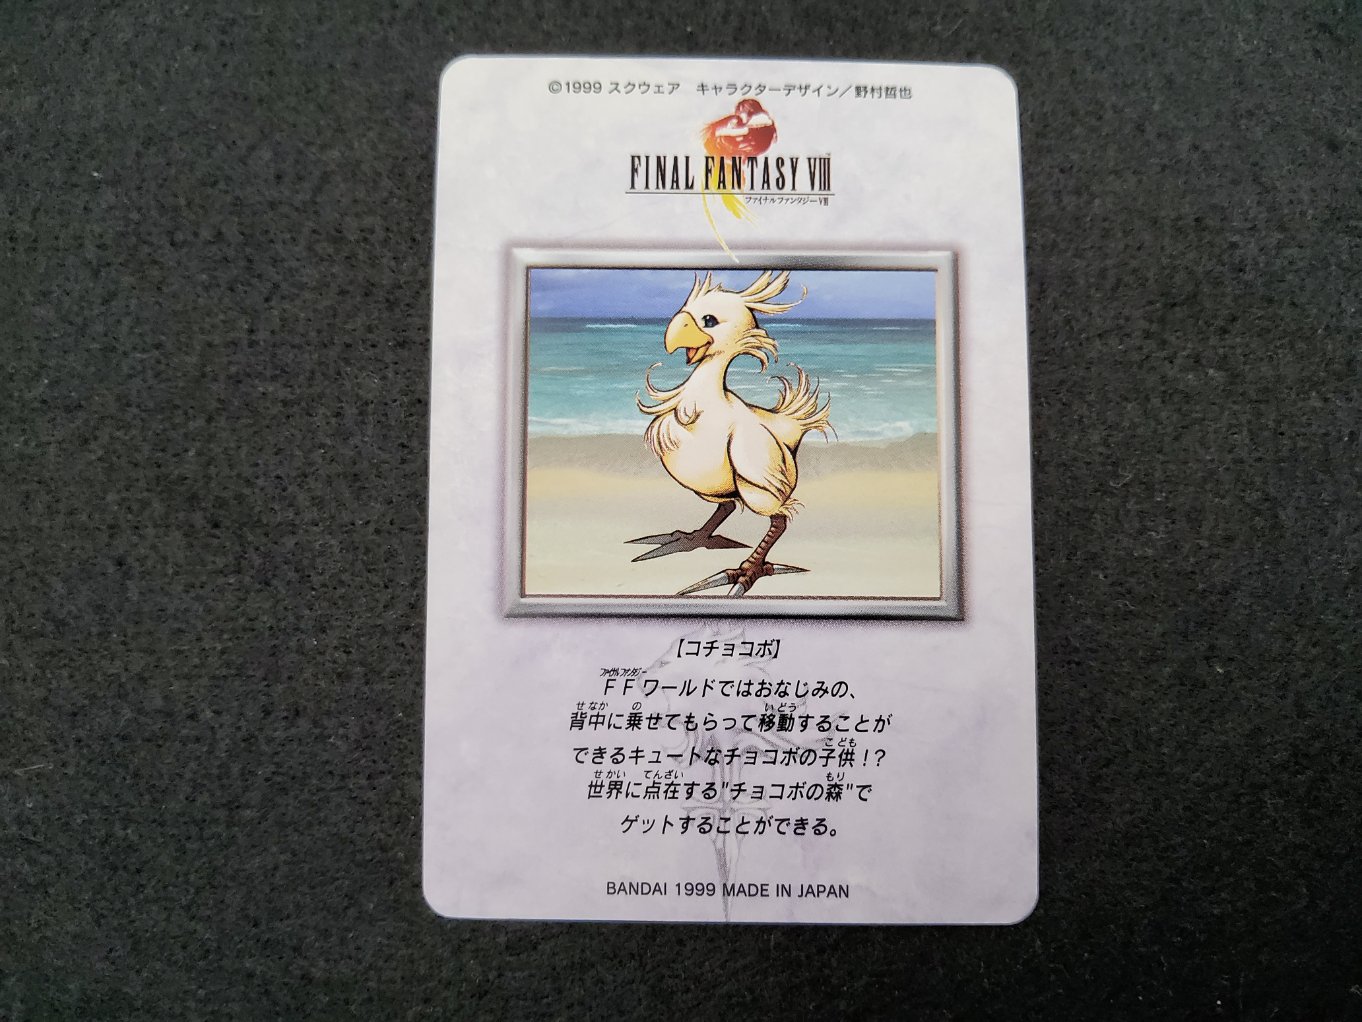 ©1999 スクウェア キャラクターデザイン／野村哲也
FINAL FANTASY VIII
ファイナルファンタジーVIII
【コチョコボ】
ファイナルファンタジー
ＦＦワールドではおなじみの、
せなか の いどう
背中に乗せてもらって移動することが
こども
できるキュートなチョコボの子供！？
せかい てんざい もり
世界に点在する"チョコボの森"で
ゲットすることができる。
BANDAI 1999 MADE IN JAPAN